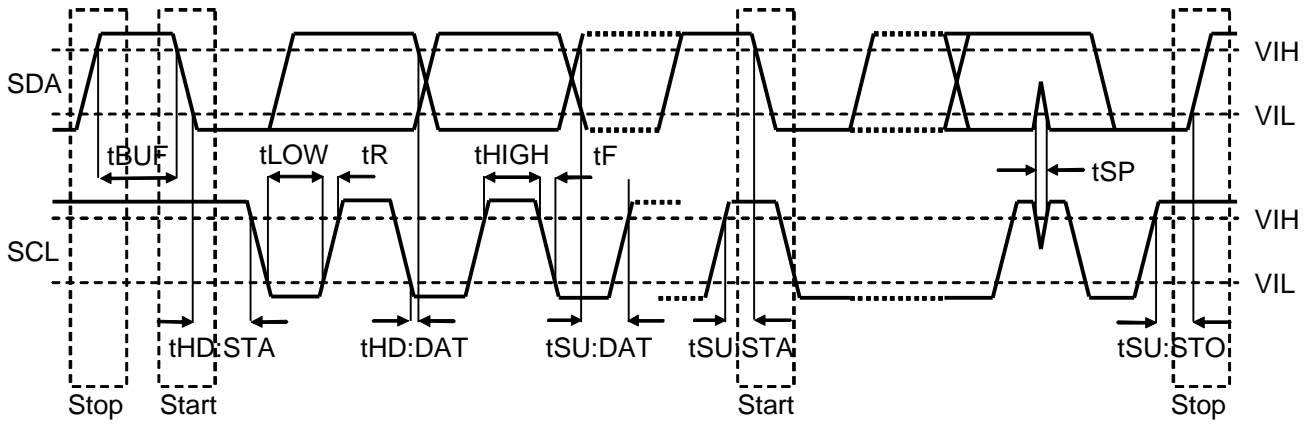 SDA
VIH
VIL
tBUF
tLOW
tR
tHIGH
tF
tSP
SCL
VIH
VIL
tHD:STA
tHD:DAT
tSU:DAT
tSU:STA
tSU:STO
Stop
Start
Start
Stop